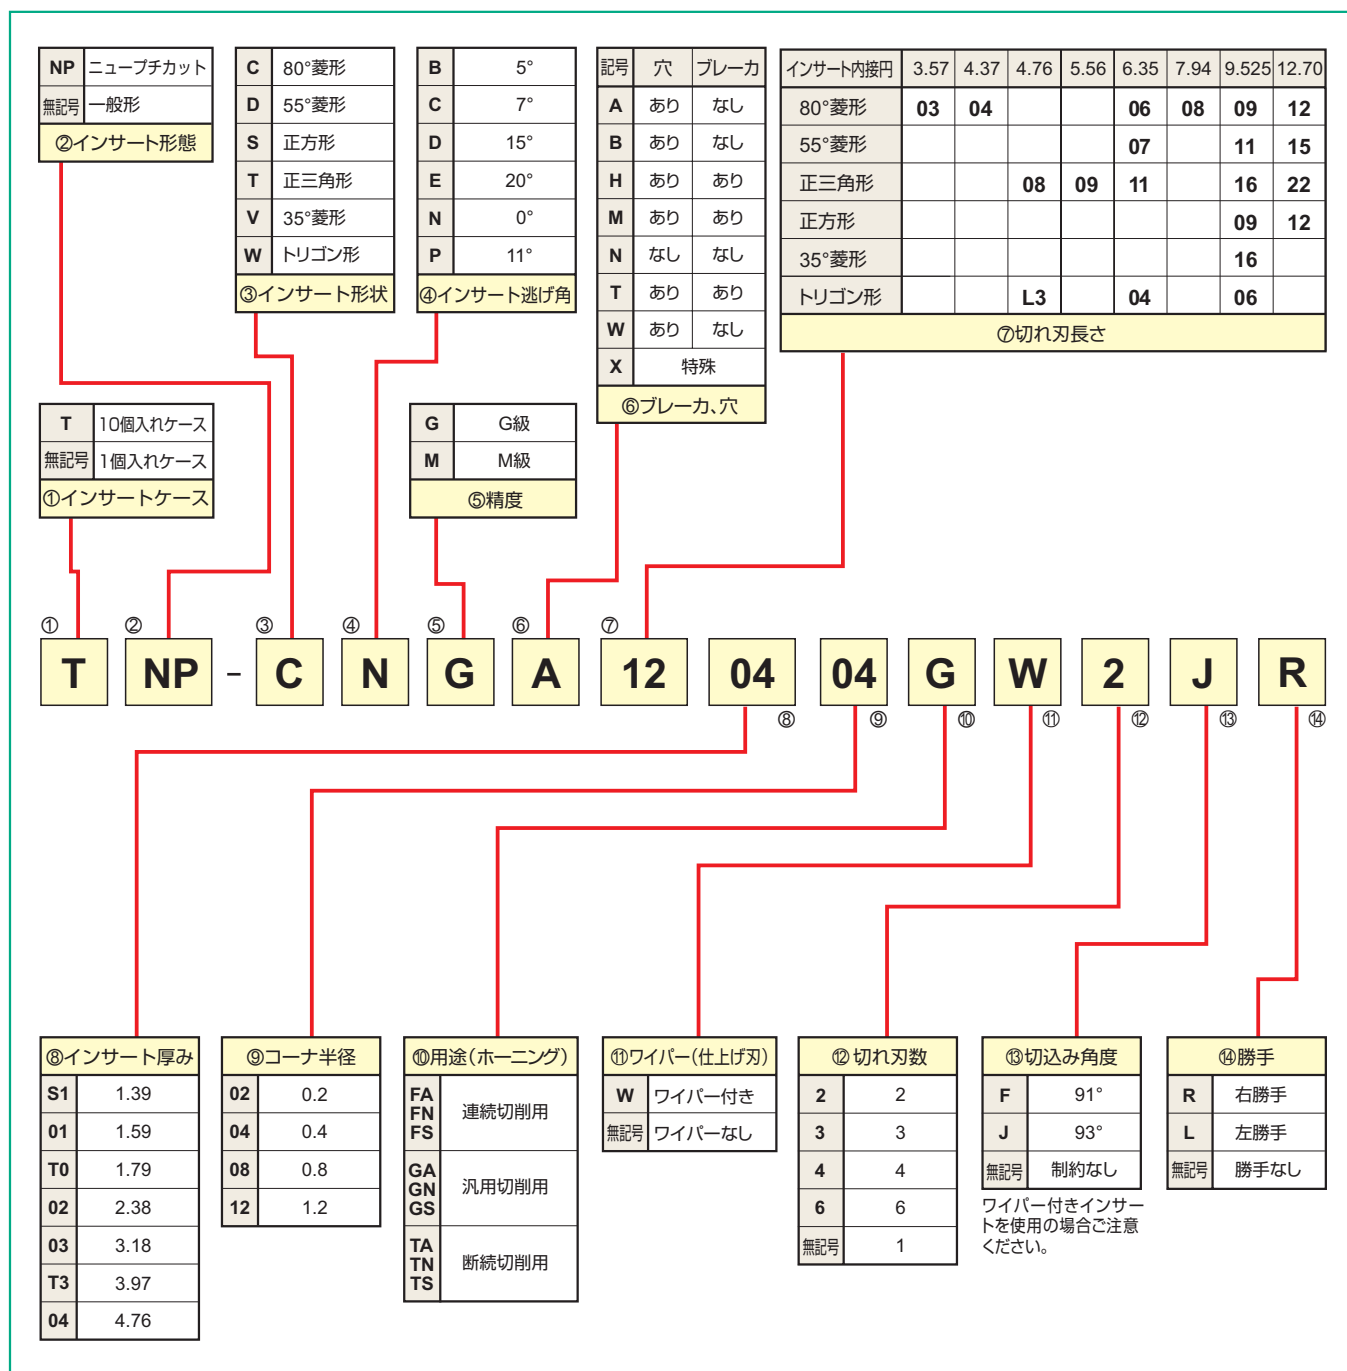 NP ニュープチカット
無記号 一般形
②インサート形態
C 80°菱形
D 55°菱形
S 正方形
T 正三角形
V 35°菱形
W トリゴン形
③インサート形状
B 5°
C 7°
D 15°
E 20°
N 0°
P 11°
④インサート逃げ角
記号 穴 ブレーカ
A あり なし
B あり なし
H あり あり
M あり あり
N なし なし
T あり あり
W あり なし
X 特殊
⑥ブレーカ、穴
インサート内接円 3.57 4.37 4.76 5.56 6.35 7.94 9.525 12.70
80°菱形 03 04 06 08 09 12
55°菱形 07 11 15
正三角形 08 09 11 16 22
正方形 09 12
35°菱形 16
トリゴン形 L3 04 06
⑦切れ刃長さ
T 10個入れケース
無記号 1個入れケース
①インサートケース
G G級
M M級
⑤精度
① ② ③ ④ ⑤ ⑥ ⑦
T NP - C N G A 12 04 04 G W 2 J R
⑧ ⑨ ⑩ ⑪ ⑫ ⑬ ⑭
⑧インサート厚み
S1 1.39
01 1.59
T0 1.79
02 2.38
03 3.18
T3 3.97
04 4.76
⑨コーナ半径
02 0.2
04 0.4
08 0.8
12 1.2
⑩用途(ホーニング)
FA
FN 連続切削用
FS
GA
GN 汎用切削用
GS
TA
TN 断続切削用
TS
⑪ワイパー(仕上げ刃)
W ワイパー付き
無記号 ワイパーなし
⑫切れ刃数
2 2
3 3
4 4
6 6
無記号 1
⑬切込み角度
F 91°
J 93°
無記号 制約なし
ワイパー付きインサー
トを使用の場合ご注意
ください。
⑭勝手
R 右勝手
L 左勝手
無記号 勝手なし